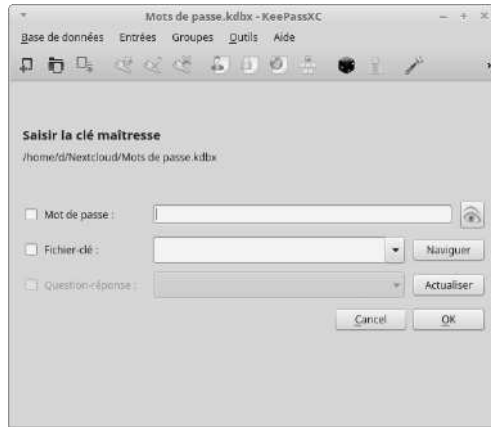 Mots de passe.kdbx - KeePassXC
Base de données Entrées Groupes Outils Aide
Saisir la clé maîtresse
/home/d/Nextcloud/Mots de passe.kdbx
Mot de passe :
Fichier-clé : Naviguer
Question-réponse : Actualiser
Cancel OK